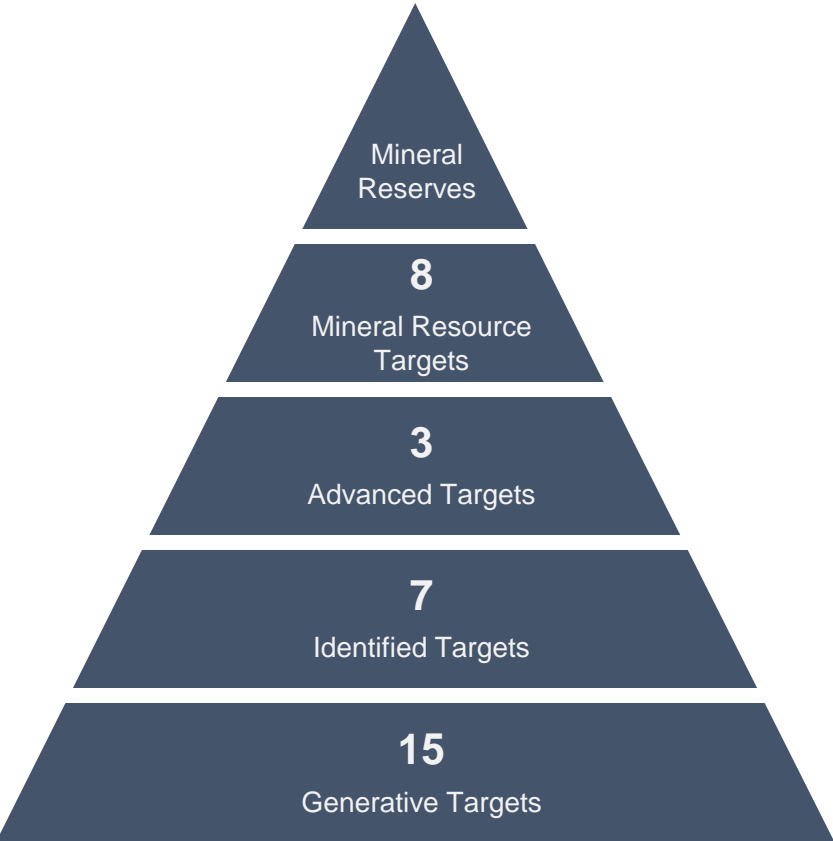 Mineral
Reserves
8
Mineral Resource
Targets
3
Advanced Targets
7
Identified Targets
15
Generative Targets